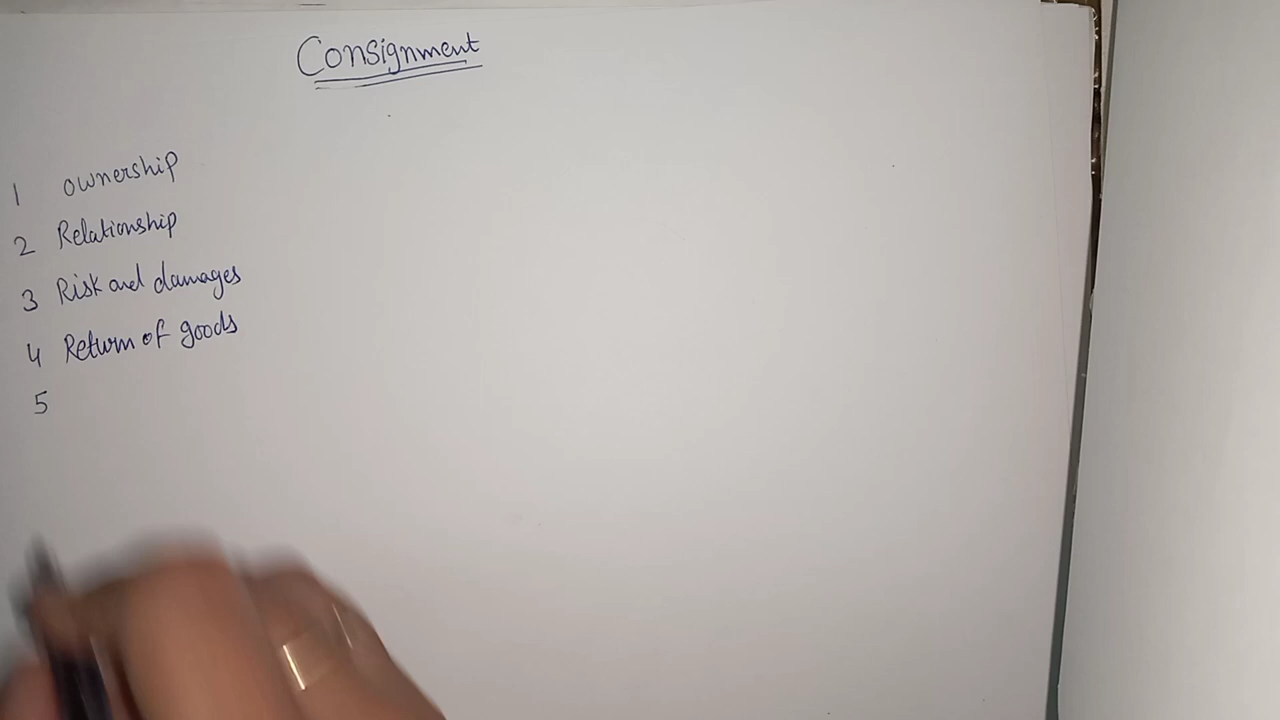 Consignment
1 ownership
2 Relationship
3 Risk and damages
4 Return of goods
5